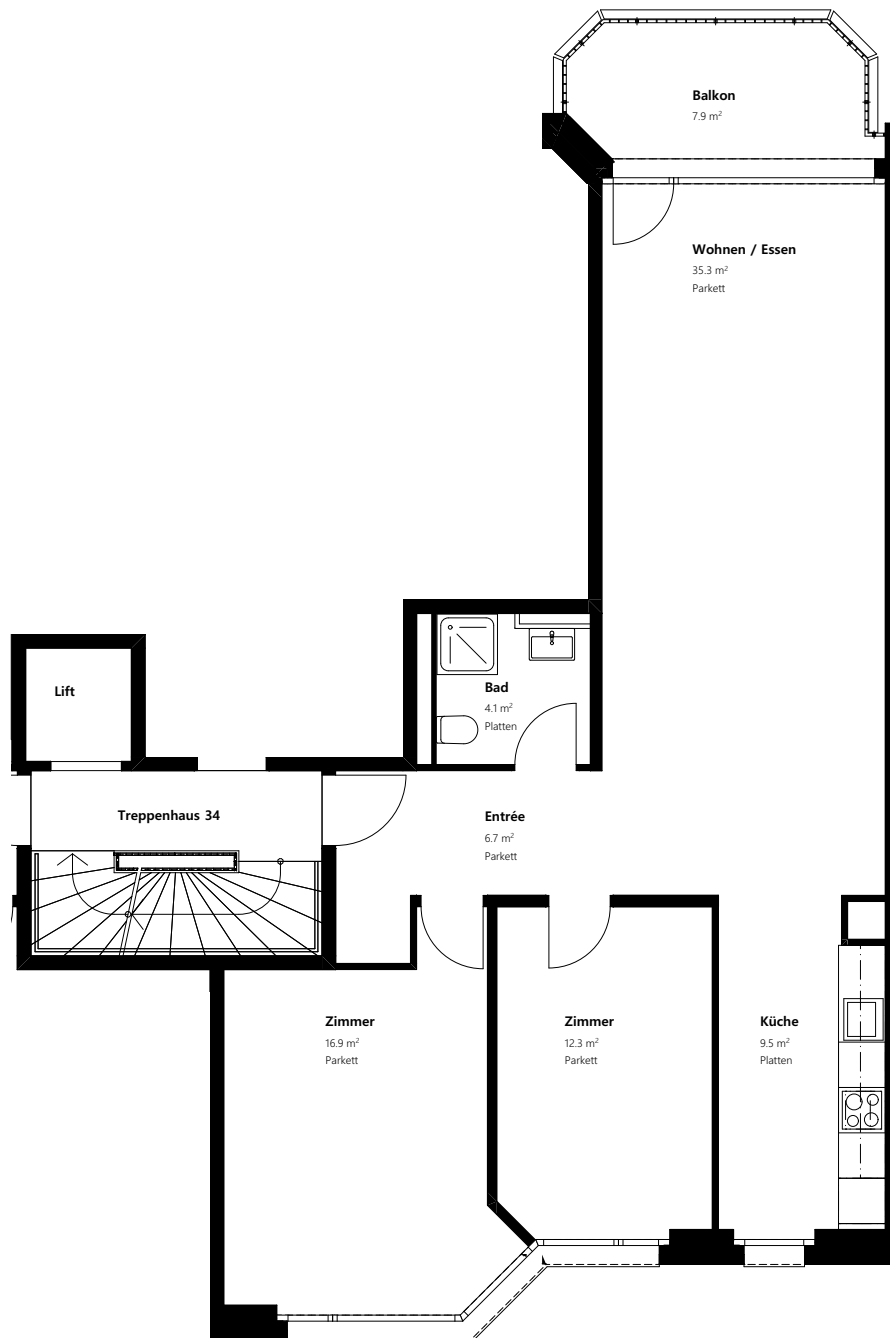 Balkon
7.9 m²
Wohnen / Essen
35.3 m²
Parkett
Lift
Bad
4.1 m²
Platten
Treppenhaus 34
Entrée
6.7 m²
Parkett
Zimmer
16.9 m²
Parkett
Zimmer
12.3 m²
Parkett
Küche
9.5 m²
Platten